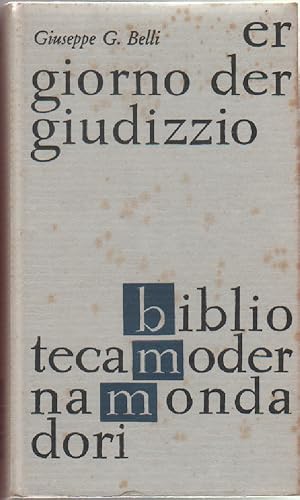 Giuseppe G. Belli er
giorno der
giudizzio
biblio
tecamoder
namonda
dori